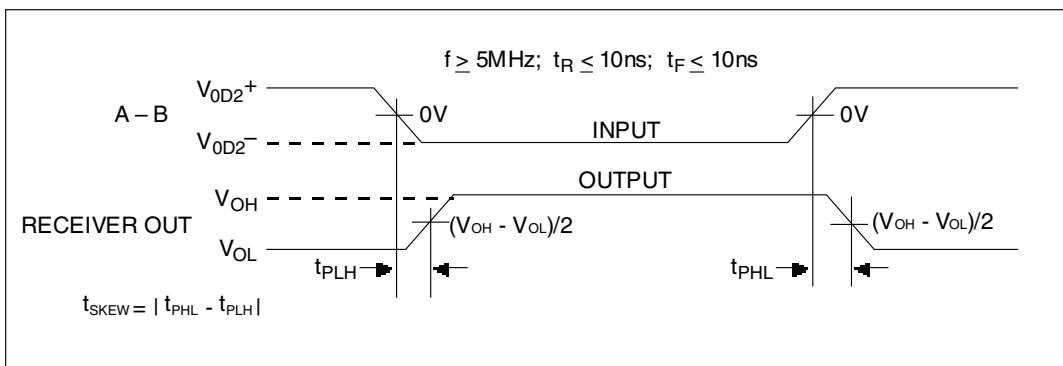 f ≥ 5MHz; tR ≤ 10ns; tF ≤ 10ns
V0D2+
A – B
0V
0V
V0D2–
INPUT
VOH
OUTPUT
RECEIVER OUT
(VOH - VOL)/2
(VOH - VOL)/2
VOL
tPLH
tPHL
tSKEW = | tPHL - tPLH |